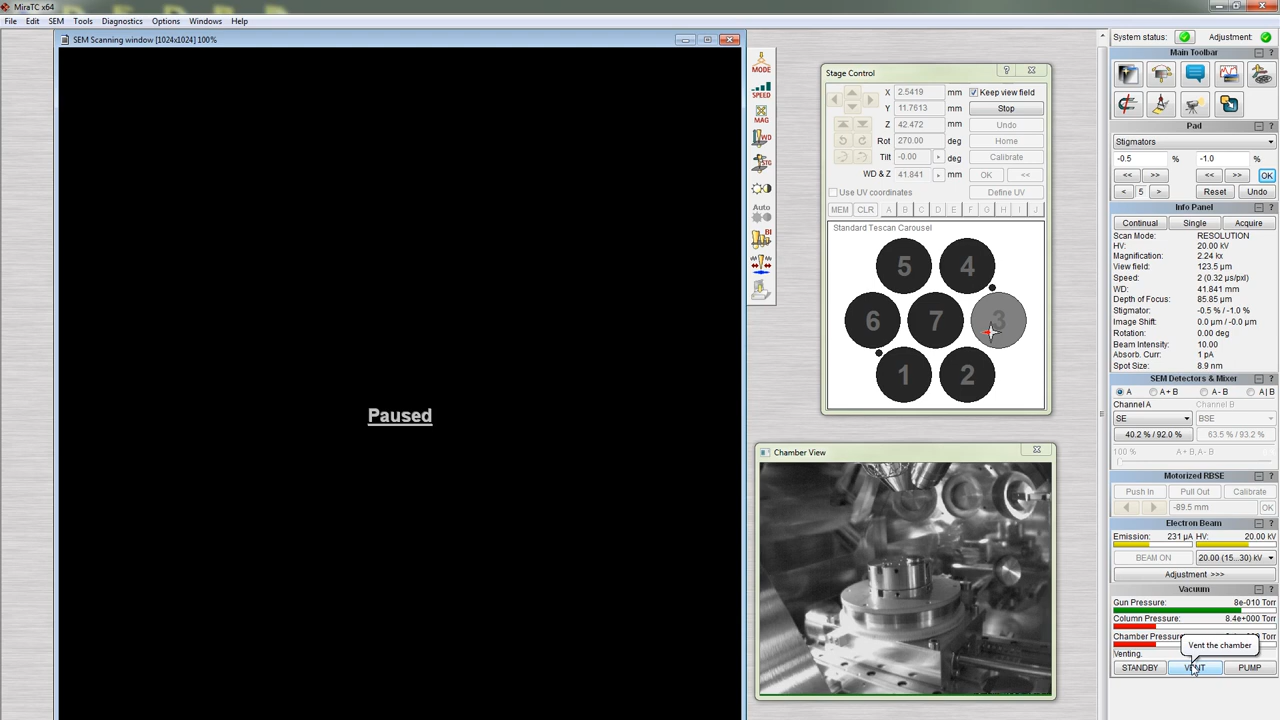 MiraTC x64
File Edit SEM Tools Diagnostics Options Windows Help
SEM Scanning window [1024x1024] 100%
Paused
MODE
SPEED
MAG
WD
STG
Auto
BI
Stage Control
X 2.5419 mm Keep view field
Y 11.7613 mm Stop
Z 42.472 mm Undo
Rot 270.00 deg Home
Tilt -0.00 deg Calibrate
WD & Z 41.841 mm OK <<
Use UV coordinates Define UV
MEM CLR A B C D E F G H I J
Standard Tescan Carousel
5 4
6 7 3
1 2
Chamber View
System status: Adjustment:
Main Toolbar
Pad
Stigmators
-0.5 % -1.0 %
<< >> << >> OK
< 5 > Reset Undo
Info Panel
Continual Single Acquire
Scan Mode: RESOLUTION
HV: 20.00 kV
Magnification: 2.24 kx
View field: 123.5 µm
Speed: 2 (0.32 µs/pxl)
WD: 41.841 mm
Depth of Focus: 85.85 µm
Stigmator: -0.5 % / -1.0 %
Image Shift: 0.0 µm / -0.0 µm
Rotation: 0.00 deg
Beam Intensity: 10.00
Absorb. Curr: 1 pA
Spot Size: 8.9 nm
SEM Detectors & Mixer
A A + B A - B A | B
Channel A Channel B
SE BSE
40.2 % / 92.0 % 63.5 % / 93.2 %
100 % A + B, A - B
Motorized RBSE
Push In Pull Out Calibrate
-89.5 mm OK
Electron Beam
Emission: 231 µA HV: 20.00 kV
BEAM ON 20.00 (15...30) kV
Adjustment >>>
Vacuum
Gun Pressure: 8e-010 Torr
Column Pressure: 8.4e+000 Torr
Chamber Pressure Torr
Vent the chamber
Venting.
STANDBY VENT PUMP